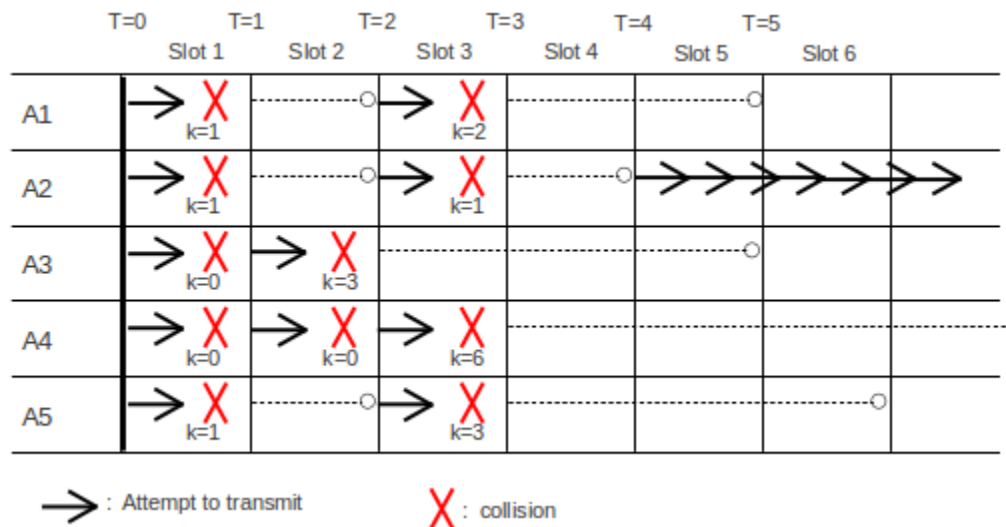 T=0 T=1 T=2 T=3 T=4 T=5
Slot 1 Slot 2 Slot 3 Slot 4 Slot 5 Slot 6
A1
k=1 k=2
A2
k=1 k=1
A3
k=0 k=3
A4
k=0 k=0 k=6
A5
k=1 k=3
: Attempt to transmit
: collision